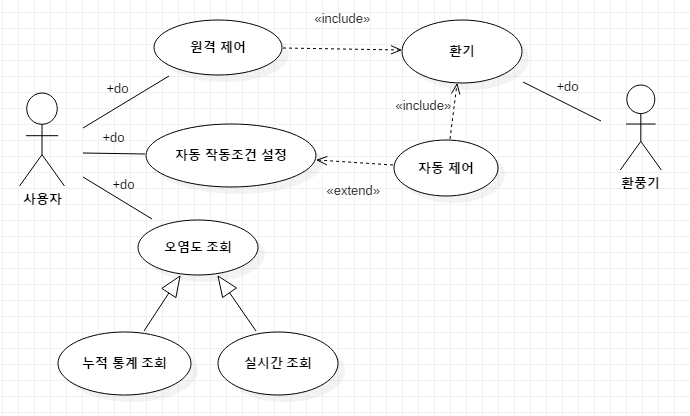 «include»
원격 제어
환기
+do
+do
«include»
+do
자동 작동조건 설정
자동 제어
사용자
환풍기
+do
«extend»
오염도 조회
누적 통계 조회
실시간 조회